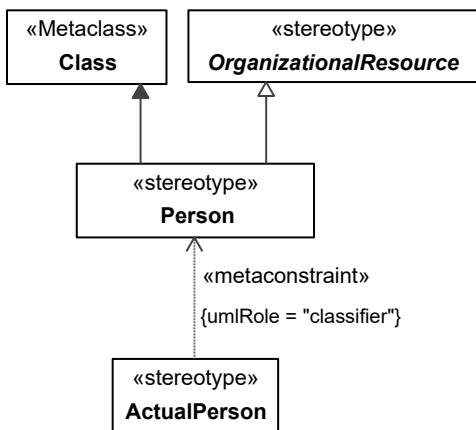 «Metaclass»
Class
«stereotype»
OrganizationalResource
«stereotype»
Person
«metaconstraint»
{umlRole = "classifier"}
«stereotype»
ActualPerson